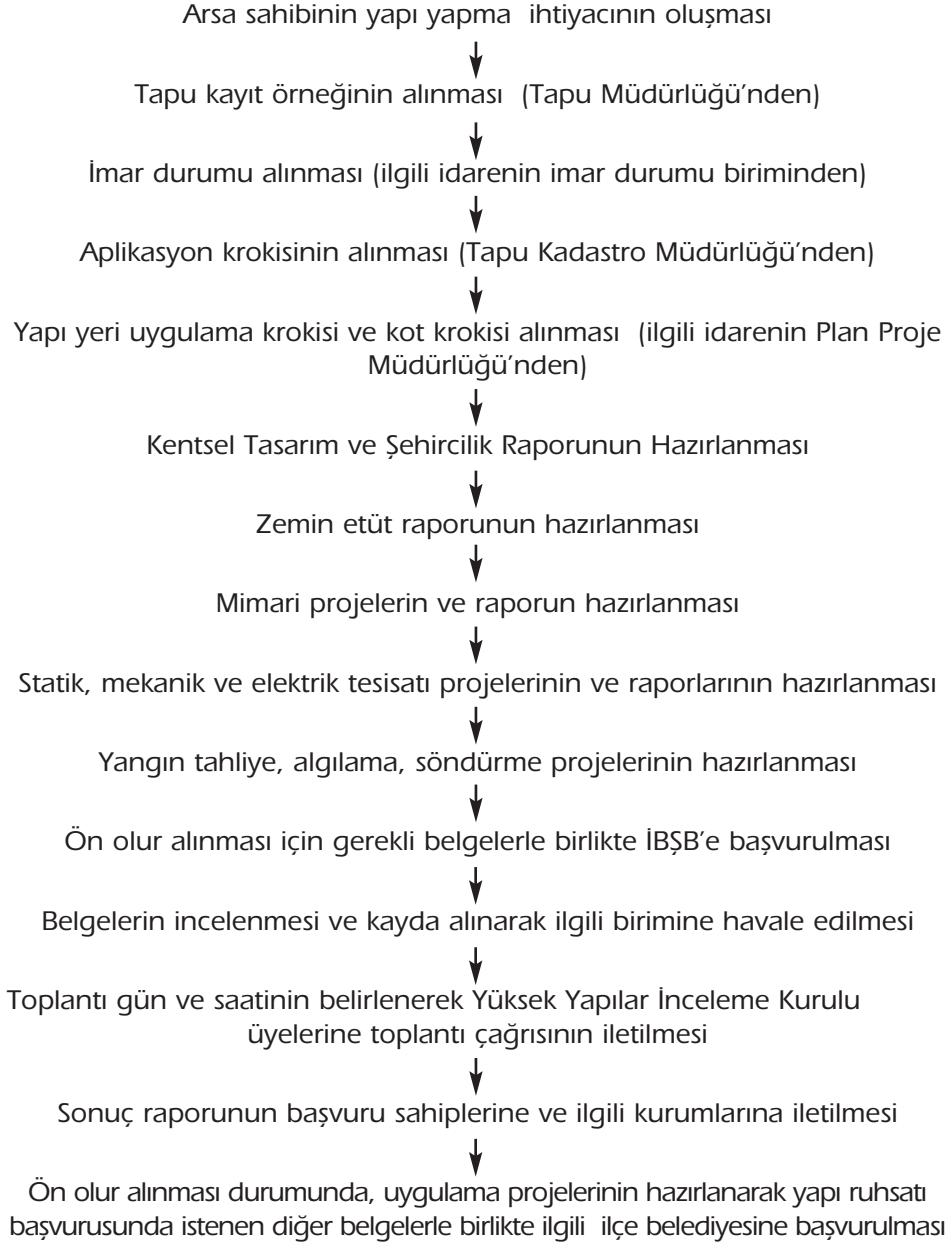 Arsa sahibinin yapı yapma ihtiyacının oluşması
Tapu kayıt örneğinin alınması (Tapu Müdürlüğü'nden)
İmar durumu alınması (ilgili idarenin imar durumu biriminden)
Aplikasyon krokisinin alınması (Tapu Kadastro Müdürlüğü'nden)
Yapı yeri uygulama krokisi ve kot krokisi alınması (ilgili idarenin Plan Proje
Müdürlüğü'nden)
Kentsel Tasarım ve Şehircilik Raporunun Hazırlanması
Zemin etüt raporunun hazırlanması
Mimari projelerin ve raporun hazırlanması
Statik, mekanik ve elektrik tesisatı projelerinin ve raporlarının hazırlanması
Yangın tahliye, algılama, söndürme projelerinin hazırlanması
Ön olur alınması için gerekli belgelerle birlikte İBŞB'e başvurulması
Belgelerin incelenmesi ve kayda alınarak ilgili birimine havale edilmesi
Toplantı gün ve saatinin belirlenerek Yüksek Yapılar İnceleme Kurulu
üyelerine toplantı çağrısının iletilmesi
Sonuç raporunun başvuru sahiplerine ve ilgili kurumlarına iletilmesi
Ön olur alınması durumunda, uygulama projelerinin hazırlanarak yapı ruhsatı
başvurusunda istenen diğer belgelerle birlikte ilgili ilçe belediyesine başvurulması